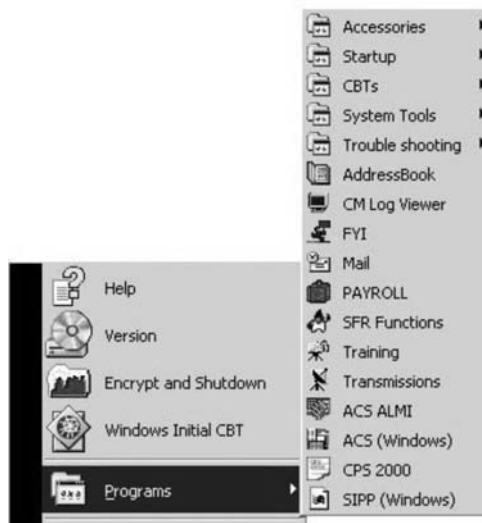 Accessories
Startup
CBTs
System Tools
Trouble shooting
AddressBook
CM Log Viewer
FYI
Mail
PAYROLL
SFR Functions
Training
Transmissions
ACS ALMI
ACS (Windows)
CPS 2000
SIPP (Windows)
Help
Version
Encrypt and Shutdown
Windows Initial CBT
Programs